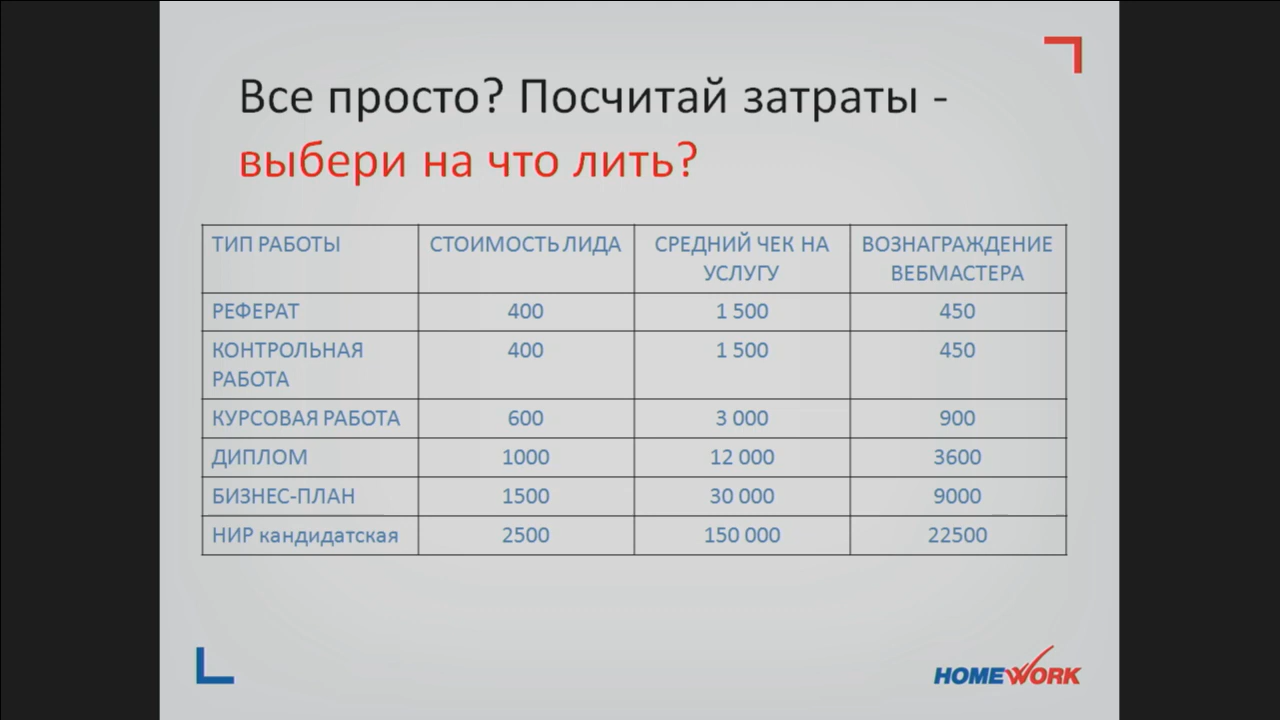 Все просто? Посчитай затраты -
выбери на что лить?
ТИП РАБОТЫ СТОИМОСТЬ ЛИДА СРЕДНИЙ ЧЕК НА УСЛУГУ ВОЗНАГРАЖДЕНИЕ ВЕБМАСТЕРА
РЕФЕРАТ 400 1 500 450
КОНТРОЛЬНАЯ РАБОТА 400 1 500 450
КУРСОВАЯ РАБОТА 600 3 000 900
ДИПЛОМ 1000 12 000 3600
БИЗНЕС-ПЛАН 1500 30 000 9000
НИР кандидатская 2500 150 000 22500
HOMEWORK